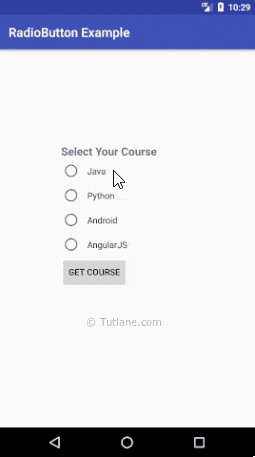 10:29
RadioButton Example
Select Your Course
Java
Python
Android
AngularJS
GET COURSE
© Tutlane.com